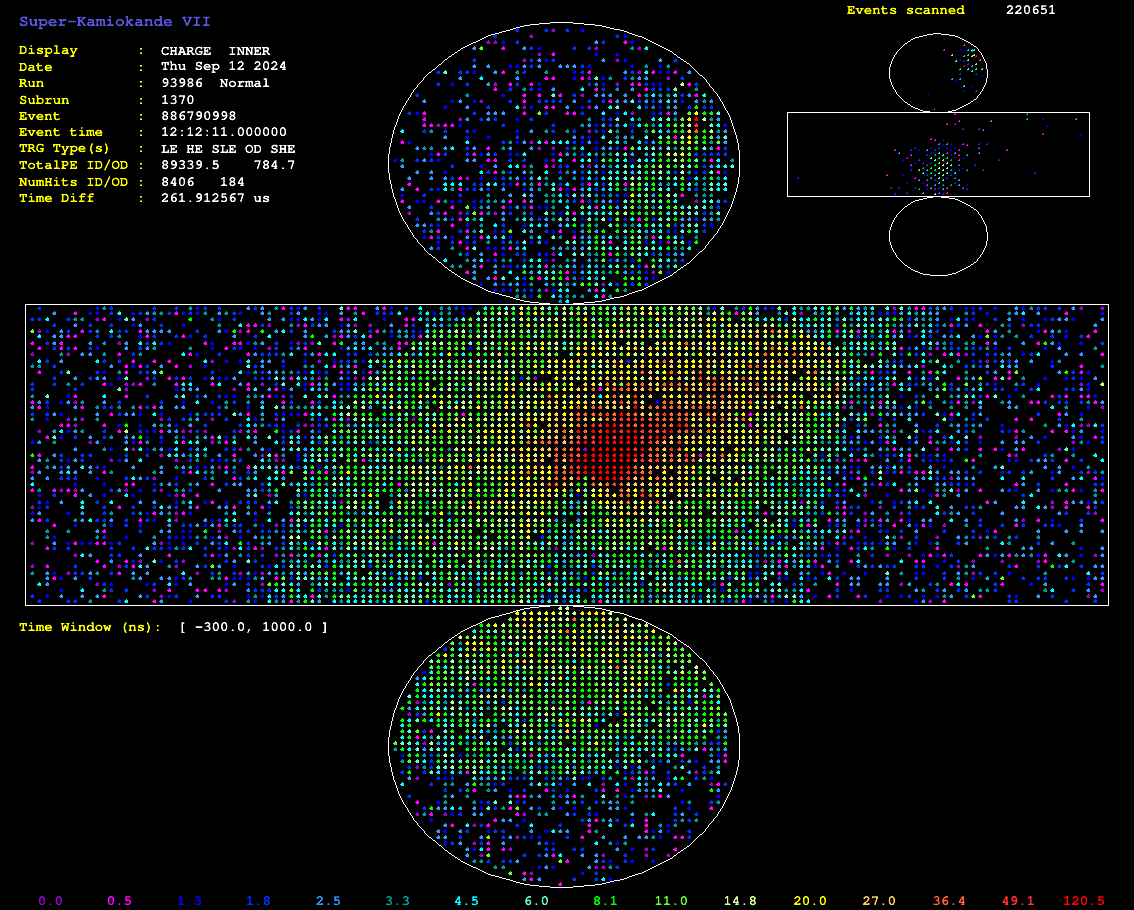 Super-Kamiokande VII
Events scanned 220651
Display : CHARGE INNER
Date : Thu Sep 12 2024
Run : 93986 Normal
Subrun : 1370
Event : 886790998
Event time : 12:12:11.000000
TRG Type(s) : LE HE SLE OD SHE
TotalPE ID/OD : 89339.5 784.7
NumHits ID/OD : 8406 184
Time Diff : 261.912567 us
Time Window (ns): [ -300.0, 1000.0 ]
0.0 0.5 1.3 1.8 2.5 3.3 4.5 6.0 8.1 11.0 14.8 20.0 27.0 36.4 49.1 120.5